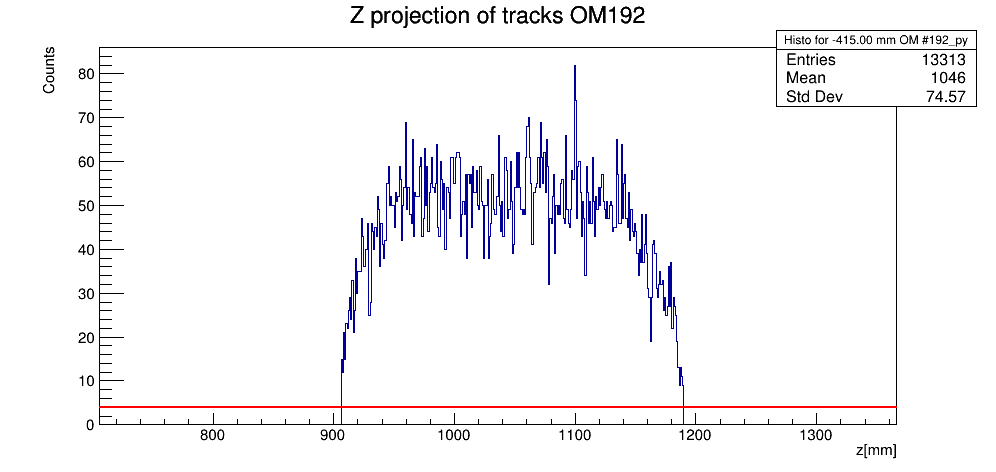 Z projection of tracks OM192
Histo for -415.00 mm OM #192_py
Entries 13313
Mean 1046
Std Dev 74.57
Counts
80
70
60
50
40
30
20
10
0
800 900 1000 1100 1200 1300
z[mm]